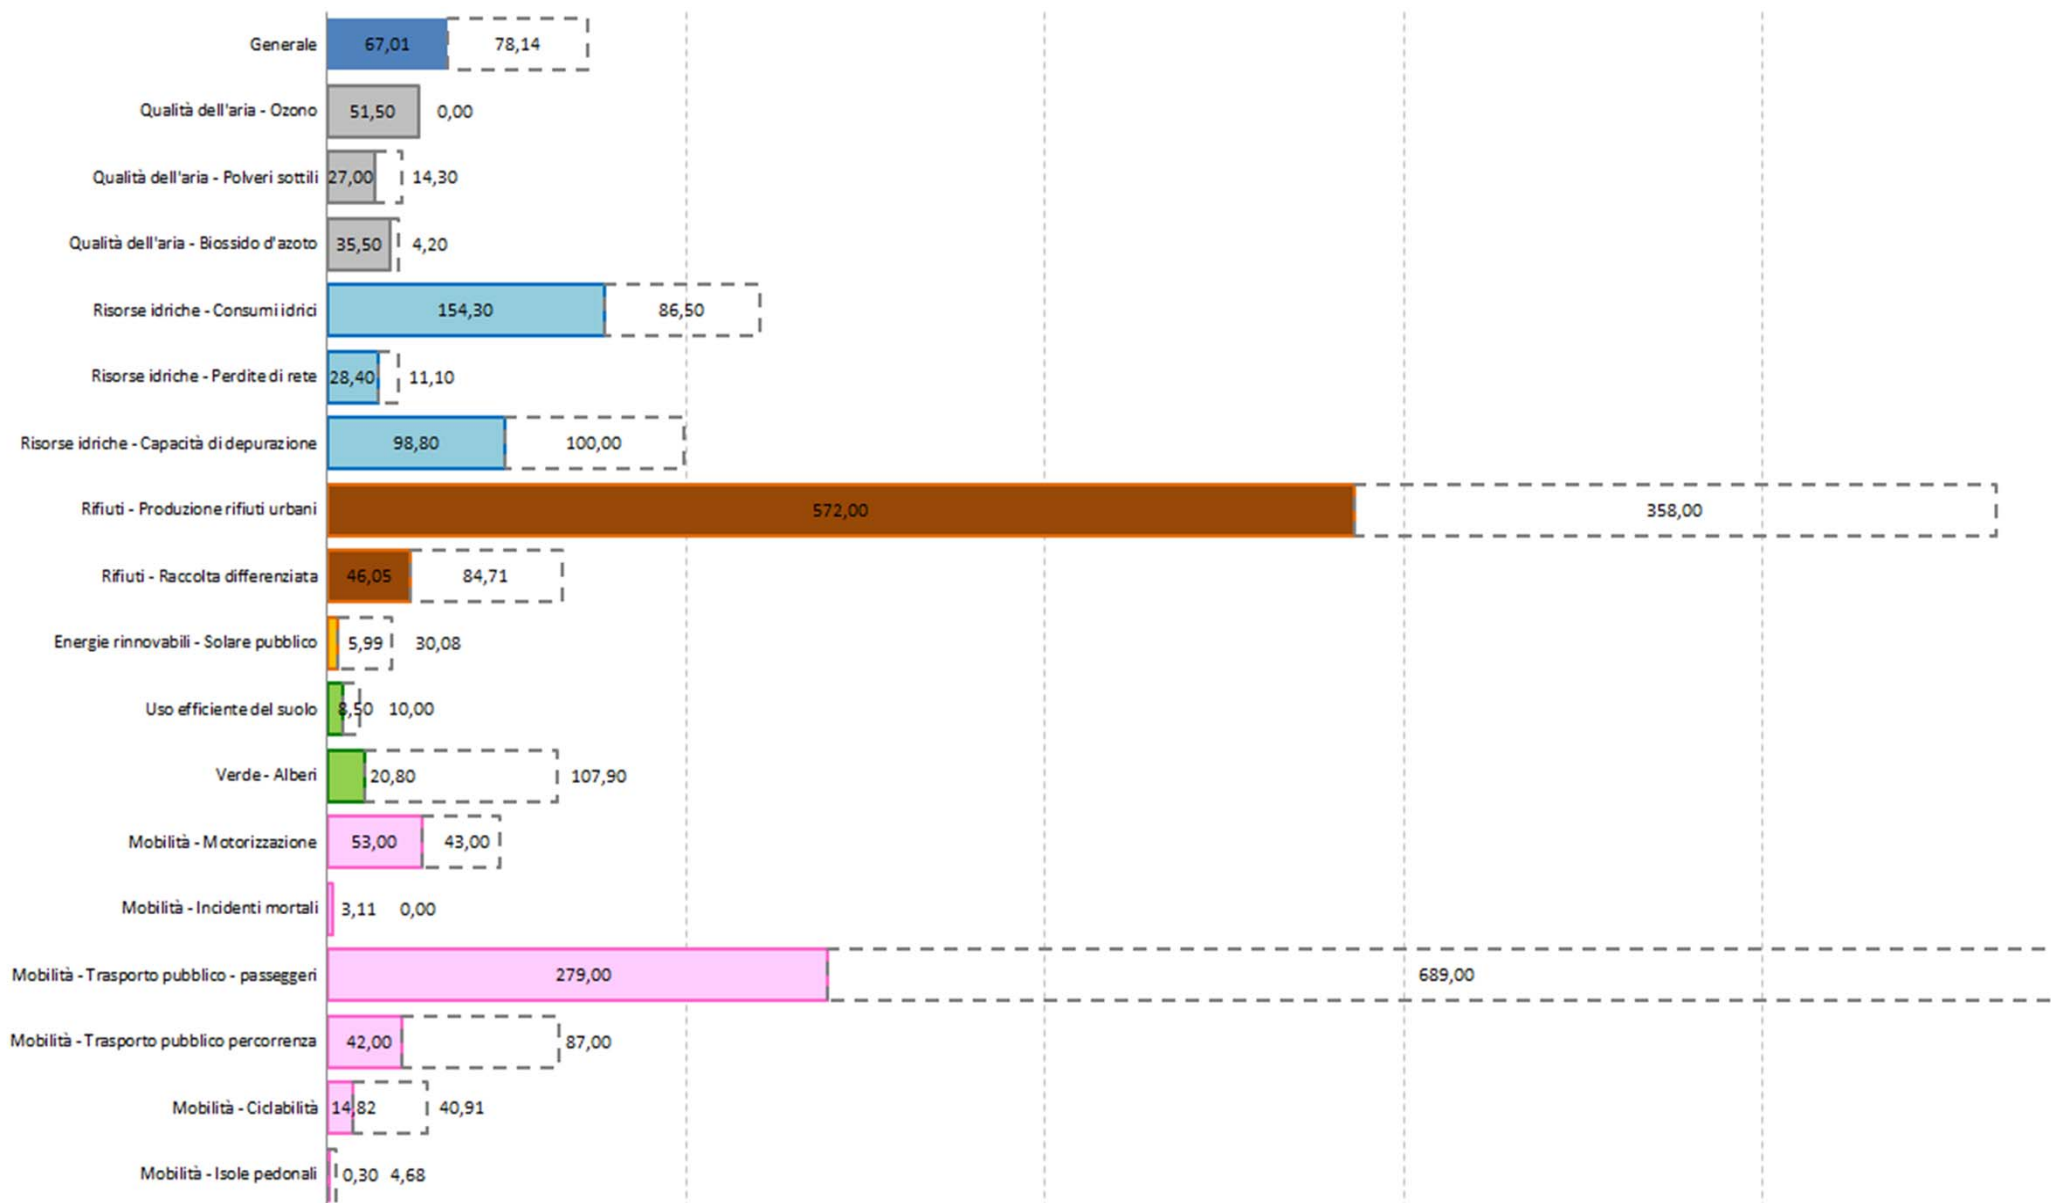 Generale 67,01 78,14
Qualità dell'aria - Ozono 51,50 0,00
Qualità dell'aria - Polveri sottili 27,00 14,30
Qualità dell'aria - Biossido d'azoto 35,50 4,20
Risorse idriche - Consumi idrici 154,30 86,50
Risorse idriche - Perdite di rete 28,40 11,10
Risorse idriche - Capacità di depurazione 98,80 100,00
Rifiuti - Produzione rifiuti urbani 572,00 358,00
Rifiuti - Raccolta differenziata 46,05 84,71
Energie rinnovabili - Solare pubblico 5,99 30,08
Uso efficiente del suolo 8,50 10,00
Verde - Alberi 20,80 107,90
Mobilità - Motorizzazione 53,00 43,00
Mobilità - Incidenti mortali 3,11 0,00
Mobilità - Trasporto pubblico - passeggeri 279,00 689,00
Mobilità - Trasporto pubblico percorrenza 42,00 87,00
Mobilità - Ciclabilità 14,82 40,91
Mobilità - Isole pedonali 0,30 4,68